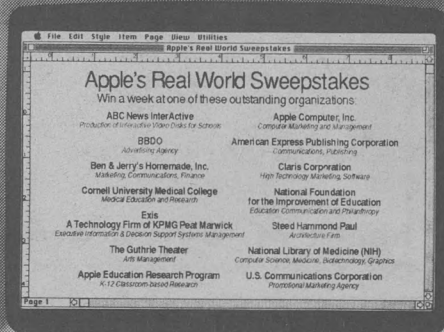 File Edit Style Item Page View Utilities
Apple's Real World Sweepstakes
Apple's Real World Sweepstakes
Win a week at one of these outstanding organizations:
ABC News InterActive
Production of Interactive Video Disks for Schools
BBDO
Advertising Agency
Ben & Jerry's Homemade, Inc.
Marketing, Communications, Finance
Cornell University Medical College
Medical Education and Research
Exis
A Technology Firm of KPMG Peat Marwick
Executive Information & Decision Support Systems Management
The Guthrie Theater
Arts Management
Apple Education Research Program
K-12 Classroom-based Research
Apple Computer, Inc.
Computer Marketing and Management
American Express Publishing Corporation
Communications, Publishing
Claris Corporation
High Technology Marketing, Software
National Foundation
for the Improvement of Education
Education Communication and Philanthropy
Steed Hammond Paul
Architecture Firm
National Library of Medicine (NIH)
Computer Science, Medicine, Biotechnology, Graphics
U.S. Communications Corporation
Promotional Marketing Agency
Page 1